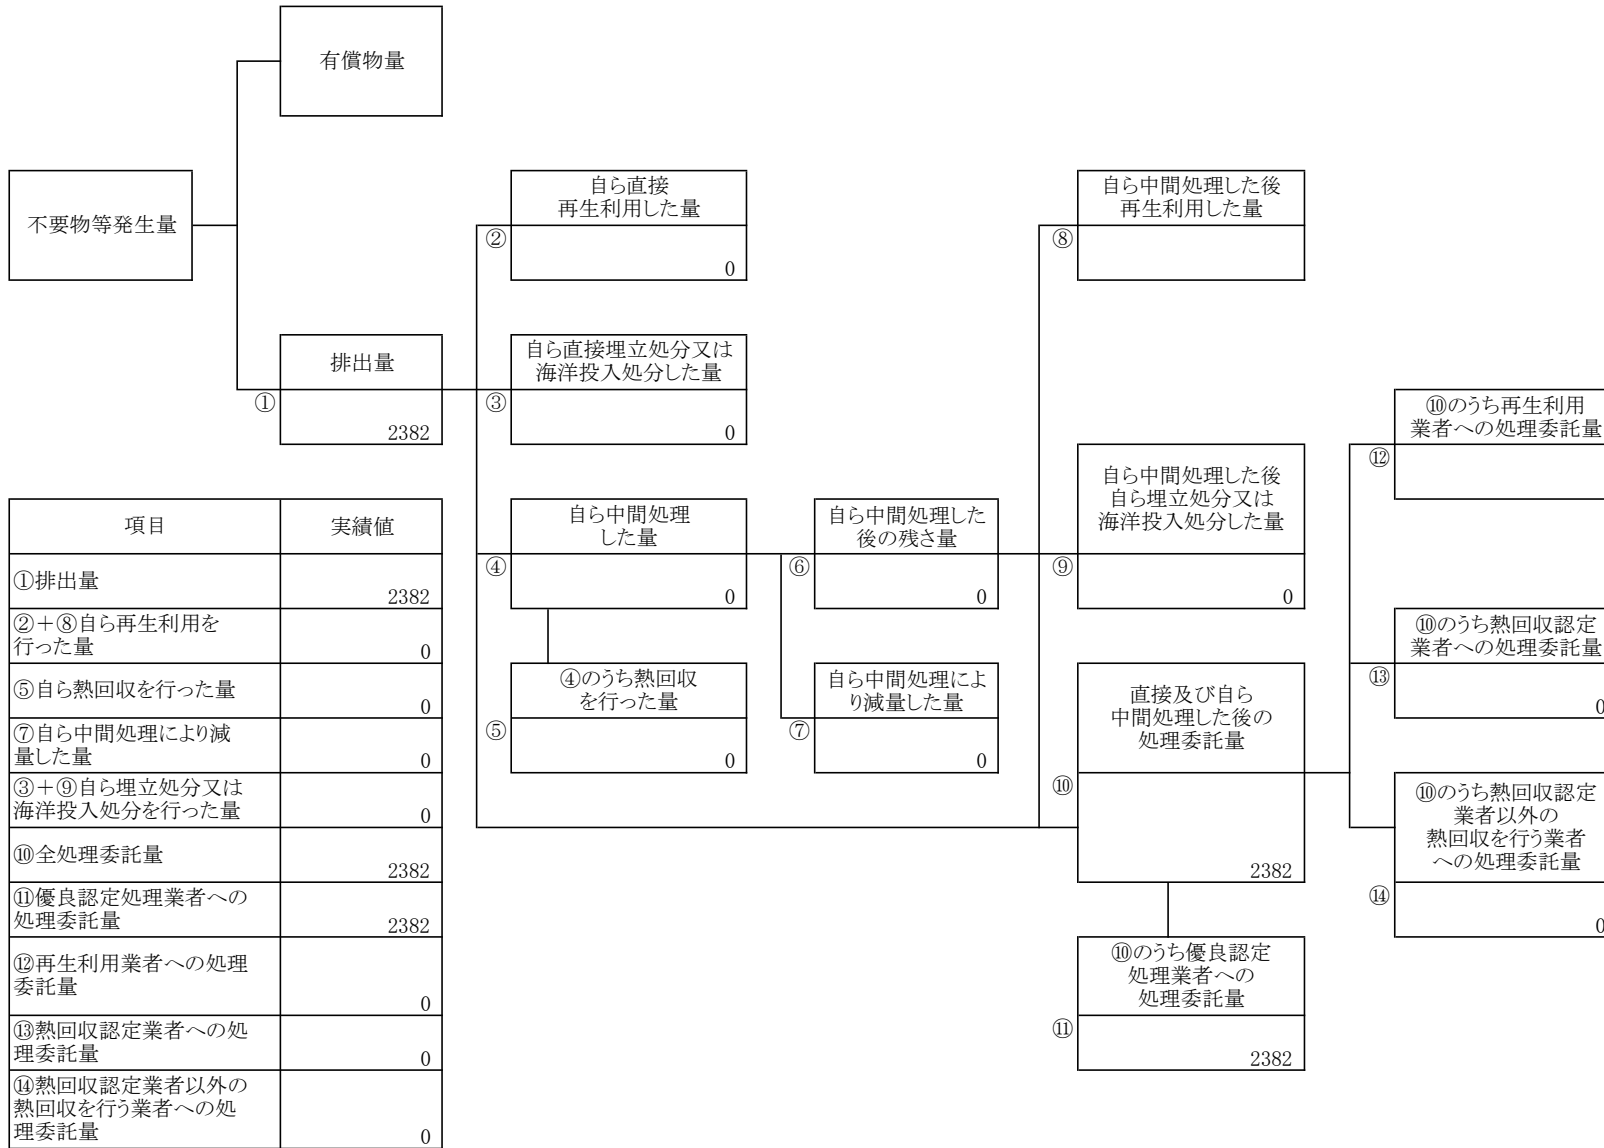 有償物量
不要物等発生量
自ら直接
再生利用した量
②
0
自ら中間処理した後
再生利用した量
⑧
排出量
①
2382
自ら直接埋立処分又は
海洋投入処分した量
③
0
⑩のうち再生利用
業者への処理委託量
⑫
自ら中間処理
した量
④
0
自ら中間処理した
後の残さ量
⑥
0
自ら中間処理した後
自ら埋立処分又は
海洋投入処分した量
⑨
0
⑩のうち熱回収認定
業者への処理委託量
⑬
0
④のうち熱回収
を行った量
⑤
0
自ら中間処理によ
り減量した量
⑦
0
直接及び自ら
中間処理した後の
処理委託量
⑩
2382
⑩のうち熱回収認定
業者以外の
熱回収を行う業者
への処理委託量
⑭
0
⑩のうち優良認定
処理業者への
処理委託量
⑪
2382
項目
実績値
①排出量
2382
②+⑧自ら再生利用を
行った量
0
⑤自ら熱回収を行った量
0
⑦自ら中間処理により減
量した量
0
③+⑨自ら埋立処分又は
海洋投入処分を行った量
0
⑩全処理委託量
2382
⑪優良認定処理業者への
処理委託量
2382
⑫再生利用業者への処理
委託量
0
⑬熱回収認定業者への処
理委託量
0
⑭熱回収認定業者以外の
熱回収を行う業者への処
理委託量
0